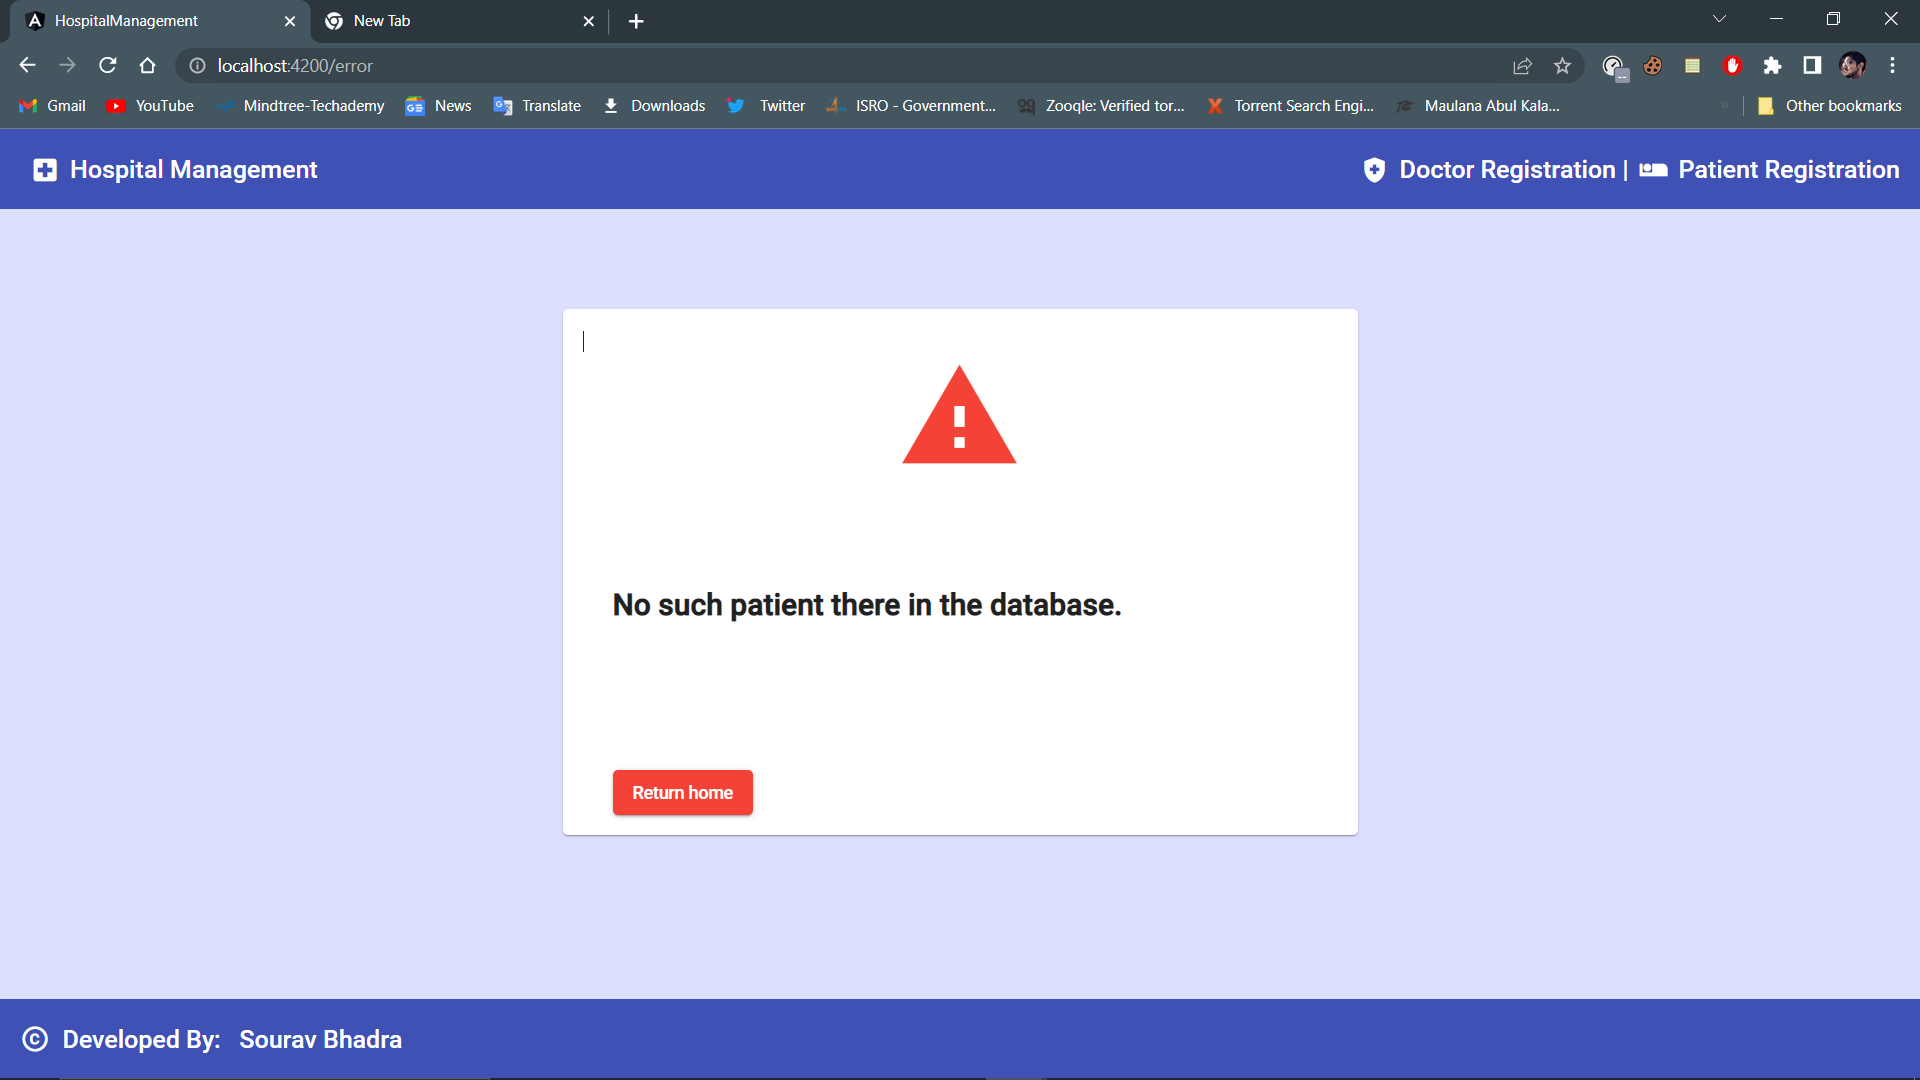 HospitalManagement
New Tab
localhost:4200/error
Gmail
YouTube
Mindtree-Techademy
News
Translate
Downloads
Twitter
ISRO - Government...
Zooqle: Verified tor...
Torrent Search Engi...
Maulana Abul Kala...
»
Other bookmarks
Hospital Management
Doctor Registration | Patient Registration
No such patient there in the database.
Return home
© Developed By: Sourav Bhadra